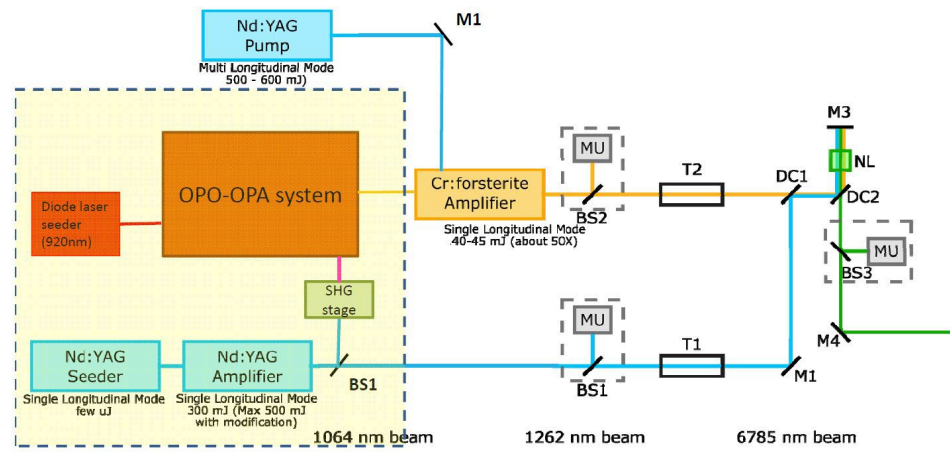 Nd:YAG
Pump
Multi Longitudinal Mode
500 - 600 mJ)
M1
OPO-OPA system
Diode laser
seeder
(920nm)
SHG
stage
Nd:YAG
Seeder
Single Longitudinal Mode
few uJ
Nd:YAG
Amplifier
Single Longitudinal Mode
300 mJ (Max 500 mJ
with modification)
BS1
Cr:forsterite
Amplifier
Single Longitudinal Mode
40-45 mJ (about 50X)
MU
BS2
T2
DC1
M3
NL
DC2
MU
BS3
M4
MU
BS1
T1
M1
1064 nm beam
1262 nm beam
6785 nm beam